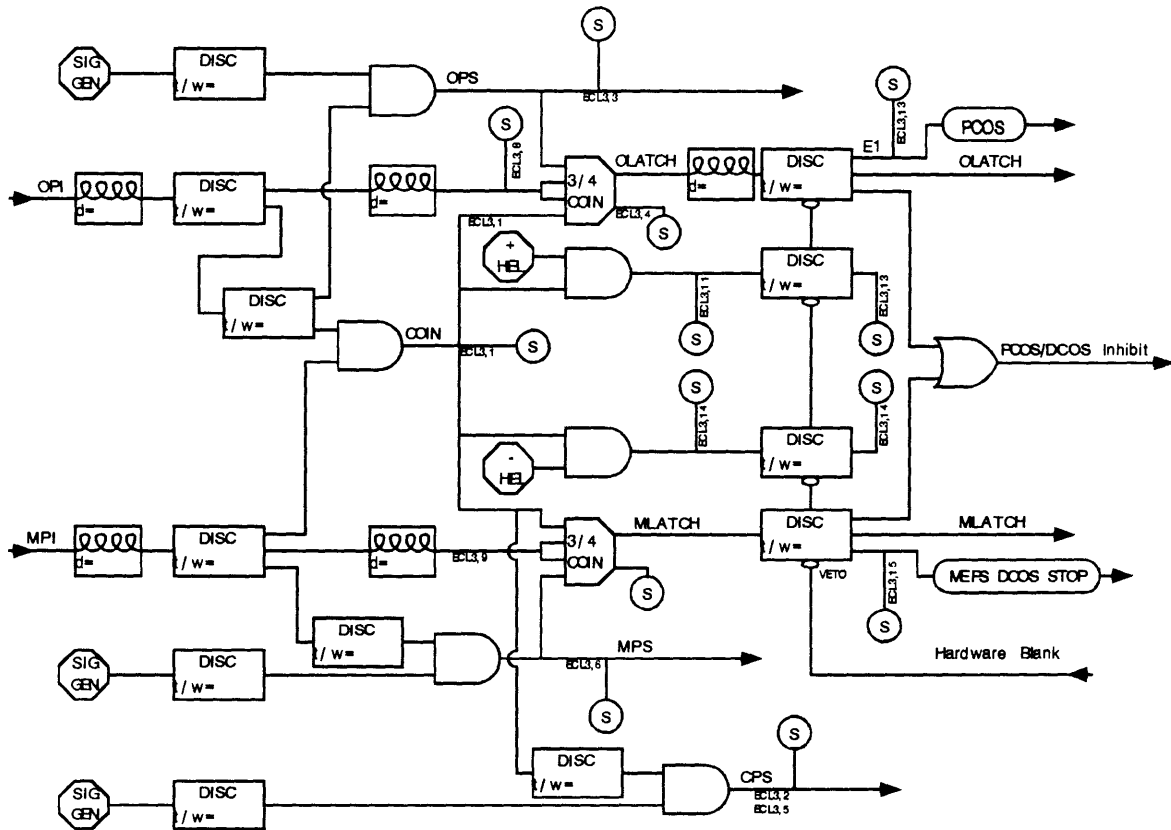 S
SIG GEN
DISC
t/w=
OPS
ECL3,3
S
ECL3,8
S
ECL3,13
PCOS
E1
OPI
d=
DISC
t/w=
d=
3/4
COIN
OLATCH
ECL3,4
S
d=
DISC
t/w=
OLATCH
ECL3,1
+
HEL
ECL3,11
S
DISC
t/w=
ECL3,13
S
DISC
t/w=
COIN
ECL3,1
S
PCOS/DCOS Inhibit
S
ECL3,14
S
ECL3,14
-
HEL
DISC
t/w=
MPI
d=
DISC
t/w=
d=
ECL3,9
3/4
COIN
S
MLATCH
DISC
t/w=
VETO
MLATCH
ECL3,15
S
MEPS DCOS STOP
DISC
t/w=
MPS
ECL3,6
S
Hardware Blank
SIG GEN
DISC
t/w=
DISC
t/w=
S
CPS
ECL3,2
ECL3,5
SIG GEN
DISC
t/w=